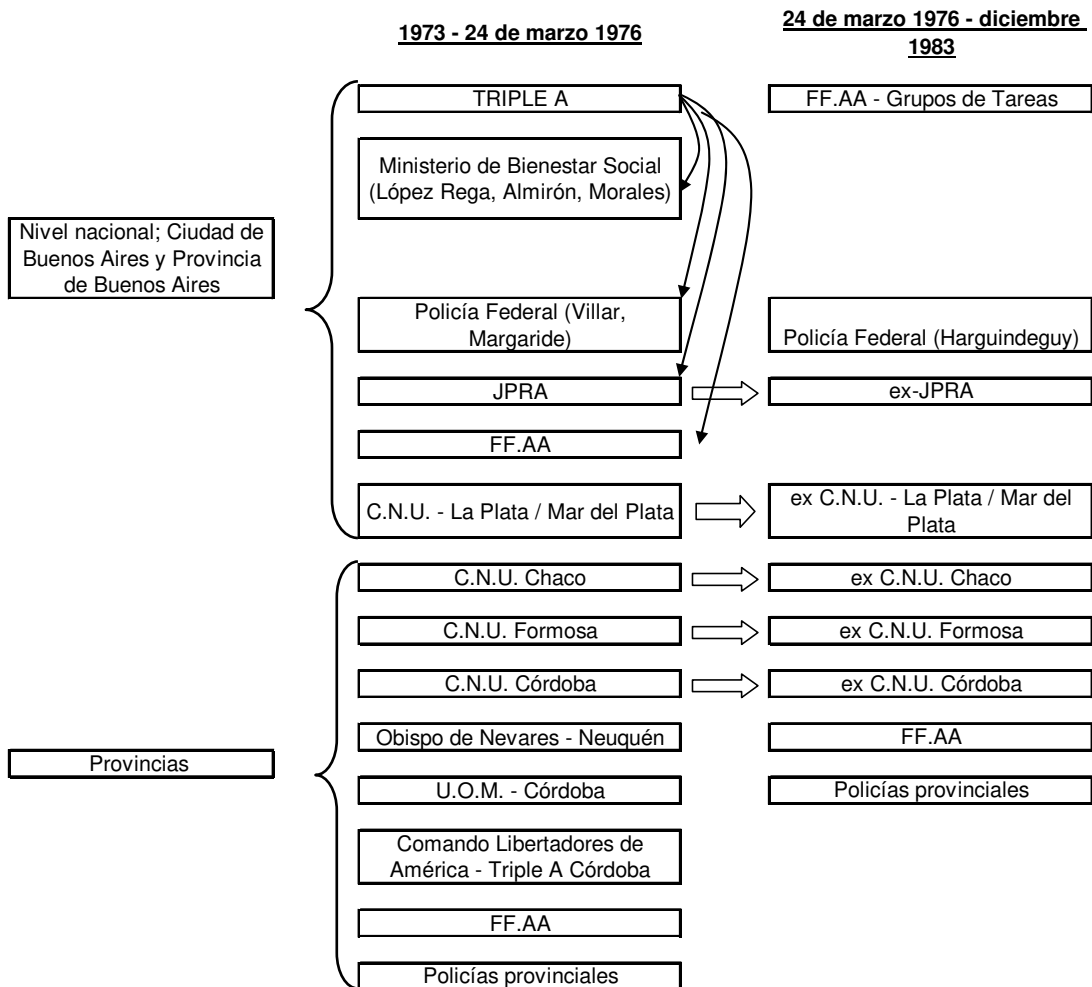 1973 - 24 de marzo 1976
24 de marzo 1976 - diciembre
1983
TRIPLE A
FF.AA - Grupos de Tareas
Ministerio de Bienestar Social
(López Rega, Almirón, Morales)
Nivel nacional; Ciudad de
Buenos Aires y Provincia
de Buenos Aires
Policía Federal (Villar,
Margaride)
Policía Federal (Harguindeguy)
JPRA
ex-JPRA
FF.AA
C.N.U. - La Plata / Mar del Plata
ex C.N.U. - La Plata / Mar del
Plata
C.N.U. Chaco
ex C.N.U. Chaco
C.N.U. Formosa
ex C.N.U. Formosa
C.N.U. Córdoba
ex C.N.U. Córdoba
Obispo de Nevares - Neuquén
FF.AA
Provincias
U.O.M. - Córdoba
Policías provinciales
Comando Libertadores de
América - Triple A Córdoba
FF.AA
Policías provinciales